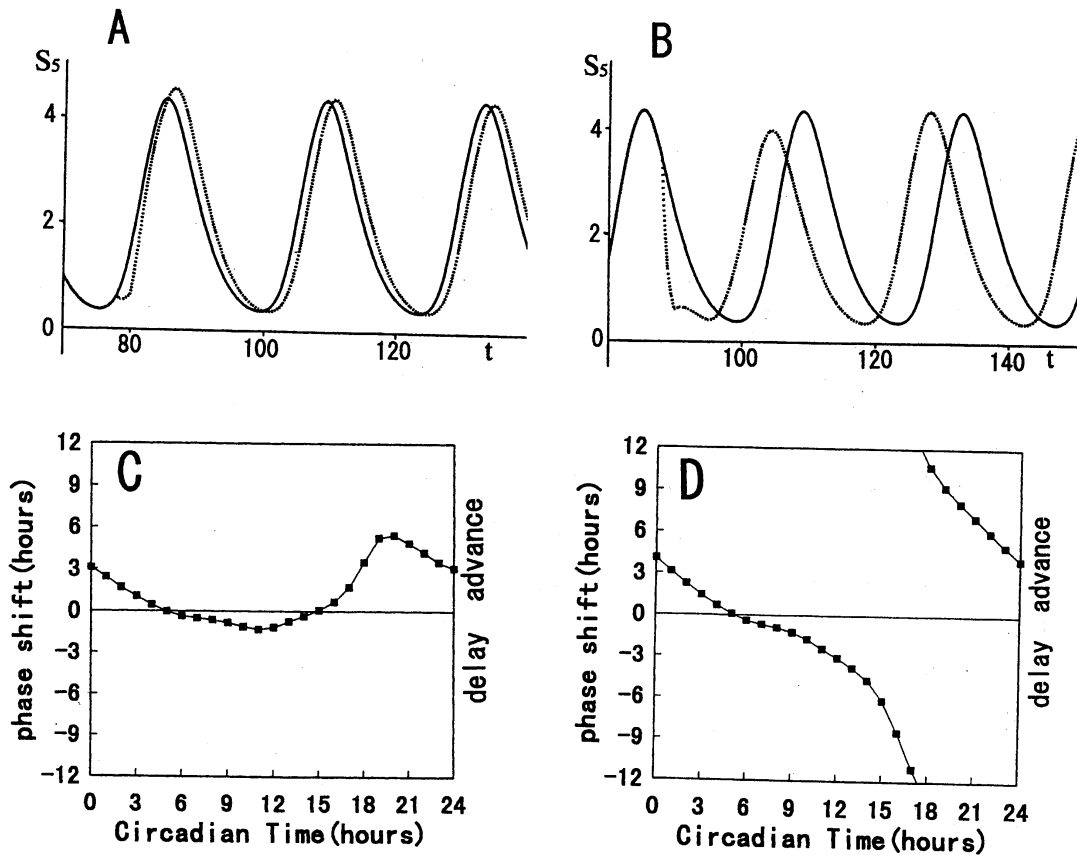 A
S5
4
2
0
80
100
120
t
B
S5
4
2
0
100
120
140
t
C
phase shift(hours)
12
9
6
3
0
-3
-6
-9
-12
0 3 6 9 12 15 18 21 24
Circadian Time(hours)
advance
delay
D
phase shift(hours)
12
9
6
3
0
-3
-6
-9
-12
0 3 6 9 12 15 18 21 24
Circadian Time(hours)
advance
delay